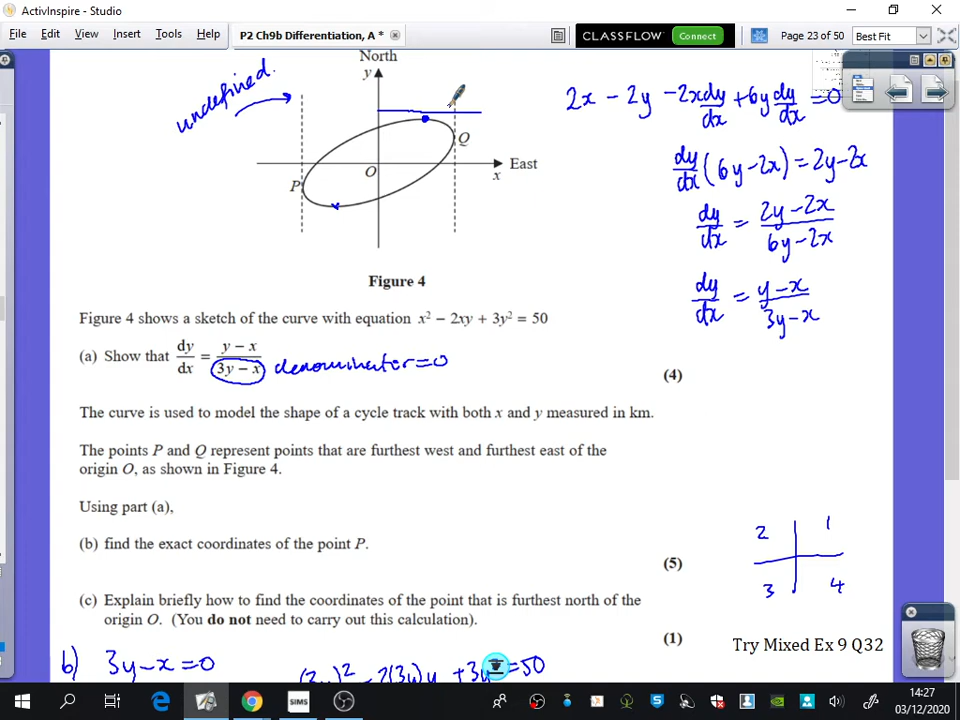 ActivInspire - Studio
File Edit View Insert Tools Help
P2 Ch9b Differentiation, A *
CLASSFLOW Connect
Page 23 of 50
Best Fit
undefined.
North
y
Q
O
East
x
P
Figure 4
2x - 2y - 2x dy/dx + 6y dy/dx = 0
dy/dx (6y - 2x) = 2y - 2x
dy/dx = 2y - 2x / 6y - 2x
dy/dx = y - x / 3y - x
Figure 4 shows a sketch of the curve with equation x² − 2xy + 3y² = 50
(a) Show that dy/dx = y − x / 3y − x denominator = 0
(4)
The curve is used to model the shape of a cycle track with both x and y measured in km.
The points P and Q represent points that are furthest west and furthest east of the
origin O, as shown in Figure 4.
Using part (a),
(b) find the exact coordinates of the point P.
(5)
2 1
3 4
(c) Explain briefly how to find the coordinates of the point that is furthest north of the
origin O. (You do not need to carry out this calculation).
(1)
Try Mixed Ex 9 Q32
b) 3y - x = 0
= 50
SIMS
14:27
03/12/2020